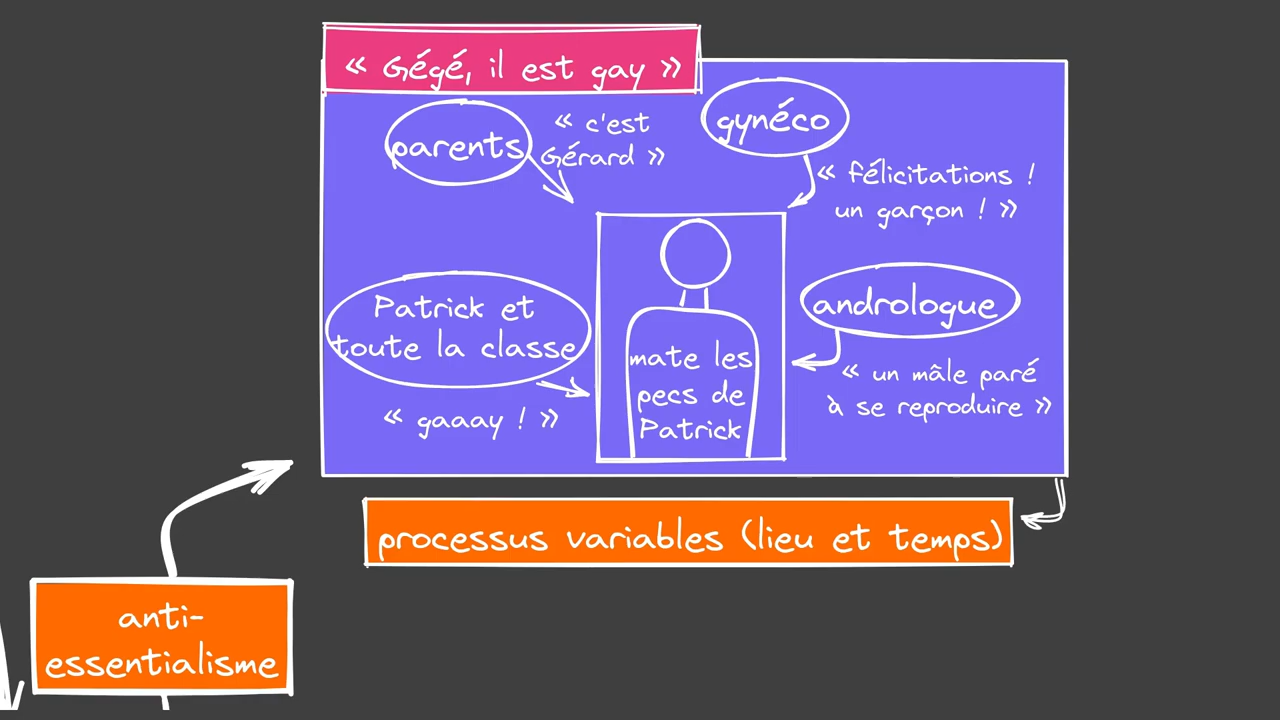 « Gégé, il est gay »
parents
« c'est
Gérard »
gynéco
« félicitations !
un garçon ! »
Patrick et
toute la classe
« gaaay ! »
mate les
pecs de
Patrick
andrologue
« un mâle paré
à se reproduire »
processus variables (lieu et temps)
anti-
essentialisme